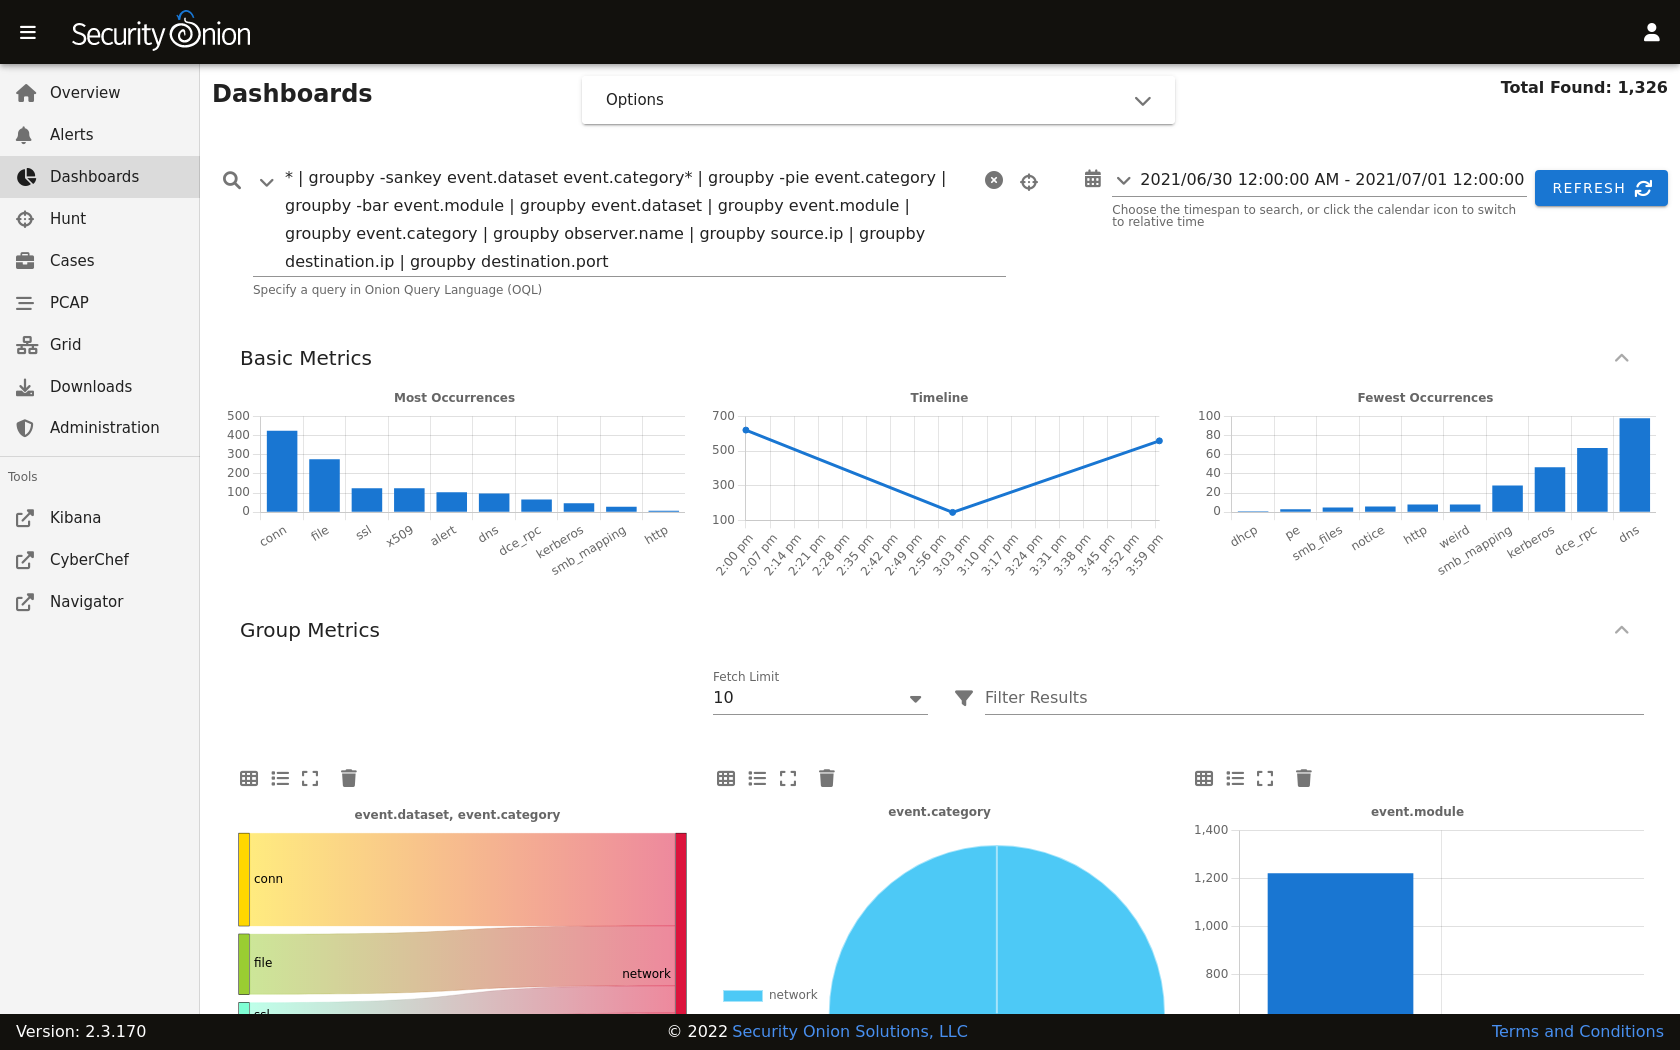 Security Onion
Overview
Alerts
Dashboards
Hunt
Cases
PCAP
Grid
Downloads
Administration
Tools
Kibana
CyberChef
Navigator
Dashboards
Options
Total Found: 1,326
* | groupby -sankey event.dataset event.category* | groupby -pie event.category |
groupby -bar event.module | groupby event.dataset | groupby event.module |
groupby event.category | groupby observer.name | groupby source.ip | groupby
destination.ip | groupby destination.port
Specify a query in Onion Query Language (OQL)
2021/06/30 12:00:00 AM - 2021/07/01 12:00:00
Choose the timespan to search, or click the calendar icon to switch
to relative time
REFRESH
Basic Metrics
Most Occurrences
500
400
300
200
100
0
conn file ssl x509 alert dns dce_rpc kerberos smb_mapping http
Timeline
700
500
300
100
2:00 pm 2:07 pm 2:14 pm 2:21 pm 2:28 pm 2:35 pm 2:42 pm 2:49 pm 2:56 pm 3:03 pm 3:10 pm 3:17 pm 3:24 pm 3:31 pm 3:38 pm 3:45 pm 3:52 pm 3:59 pm
Fewest Occurrences
100
80
60
40
20
0
dhcp pe smb_files notice http weird smb_mapping kerberos dce_rpc dns
Group Metrics
Fetch Limit
10
Filter Results
event.dataset, event.category
conn
file
network
ssl
event.category
network
event.module
1,400
1,200
1,000
800
Version: 2.3.170
© 2022 Security Onion Solutions, LLC
Terms and Conditions